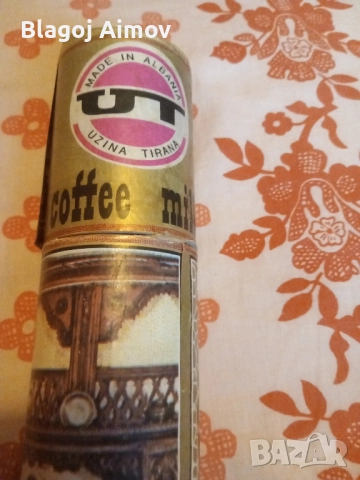 Blagoj Aimov
MADE IN ALBANIA
UT
UZINA TIRANA
coffee mi
BAZAR